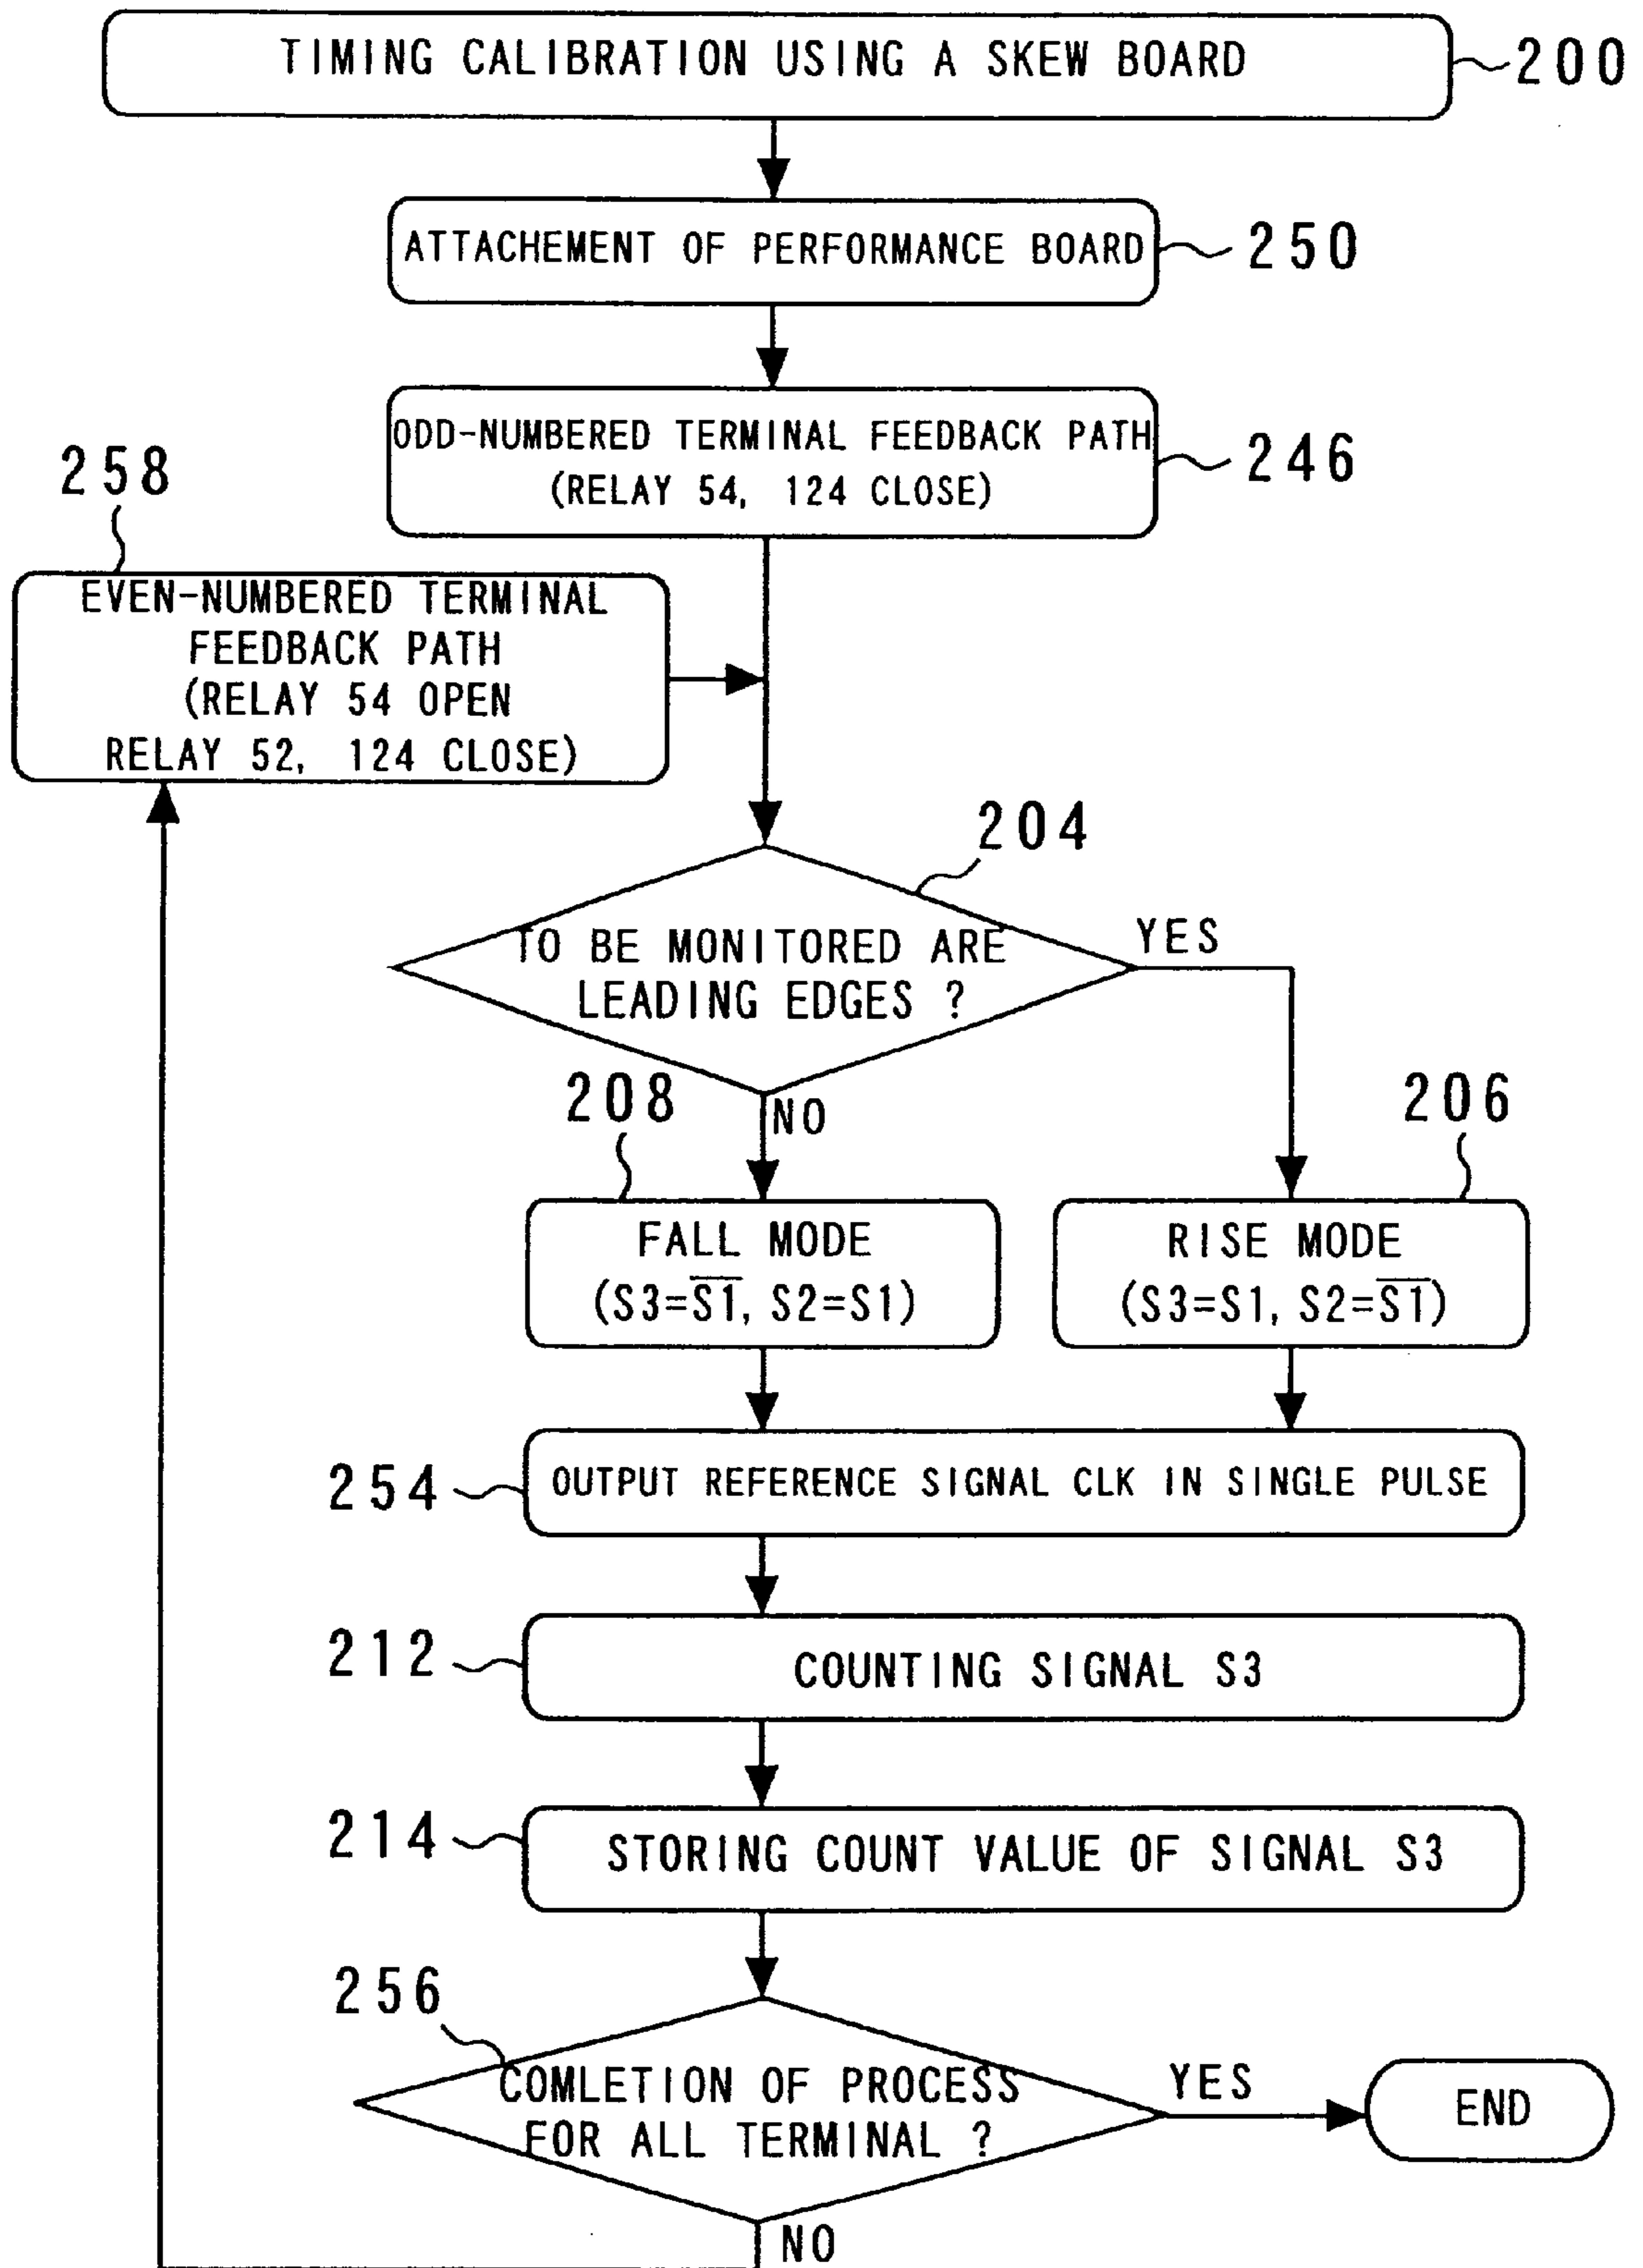 TIMING CALIBRATION USING A SKEW BOARD
200
ATTACHEMENT OF PERFORMANCE BOARD
250
ODD-NUMBERED TERMINAL FEEDBACK PATH
(RELAY 54, 124 CLOSE)
246
258
EVEN-NUMBERED TERMINAL
FEEDBACK PATH
(RELAY 54 OPEN
RELAY 52, 124 CLOSE)
204
TO BE MONITORED ARE
LEADING EDGES ?
YES
NO
208
206
FALL MODE
(S3=S̅1̅, S2=S1)
RISE MODE
(S3=S1, S2=S̅1̅)
254
OUTPUT REFERENCE SIGNAL CLK IN SINGLE PULSE
212
COUNTING SIGNAL S3
214
STORING COUNT VALUE OF SIGNAL S3
256
COMLETION OF PROCESS
FOR ALL TERMINAL ?
YES
END
NO